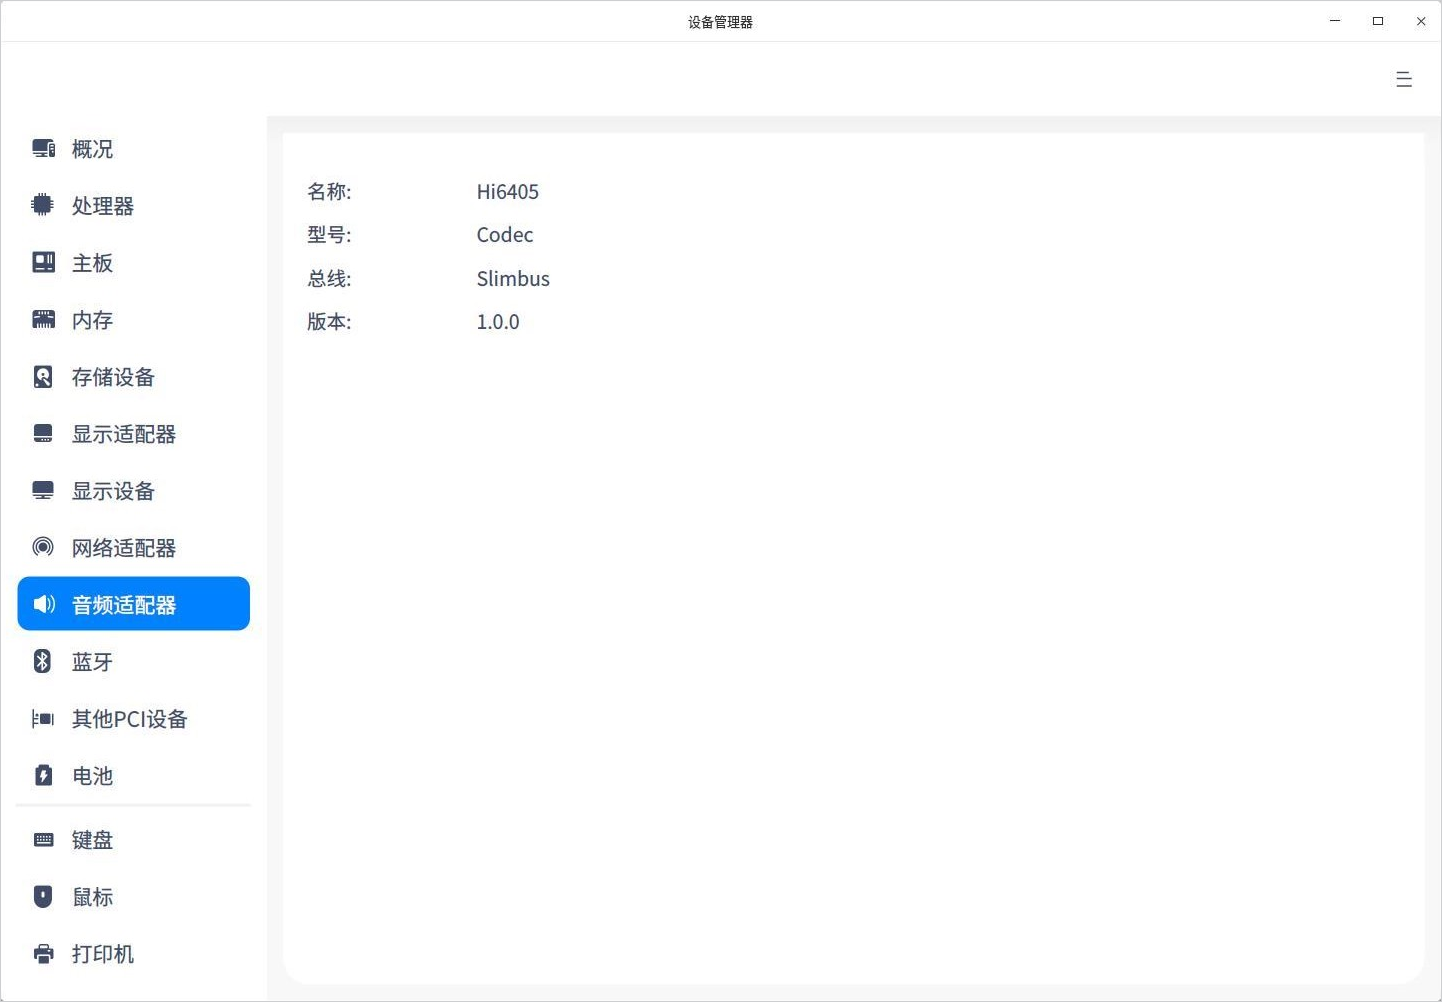 设备管理器
概况
处理器
主板
内存
存储设备
显示适配器
显示设备
网络适配器
音频适配器
蓝牙
其他PCI设备
电池
键盘
鼠标
打印机
名称: Hi6405
型号: Codec
总线: Slimbus
版本: 1.0.0